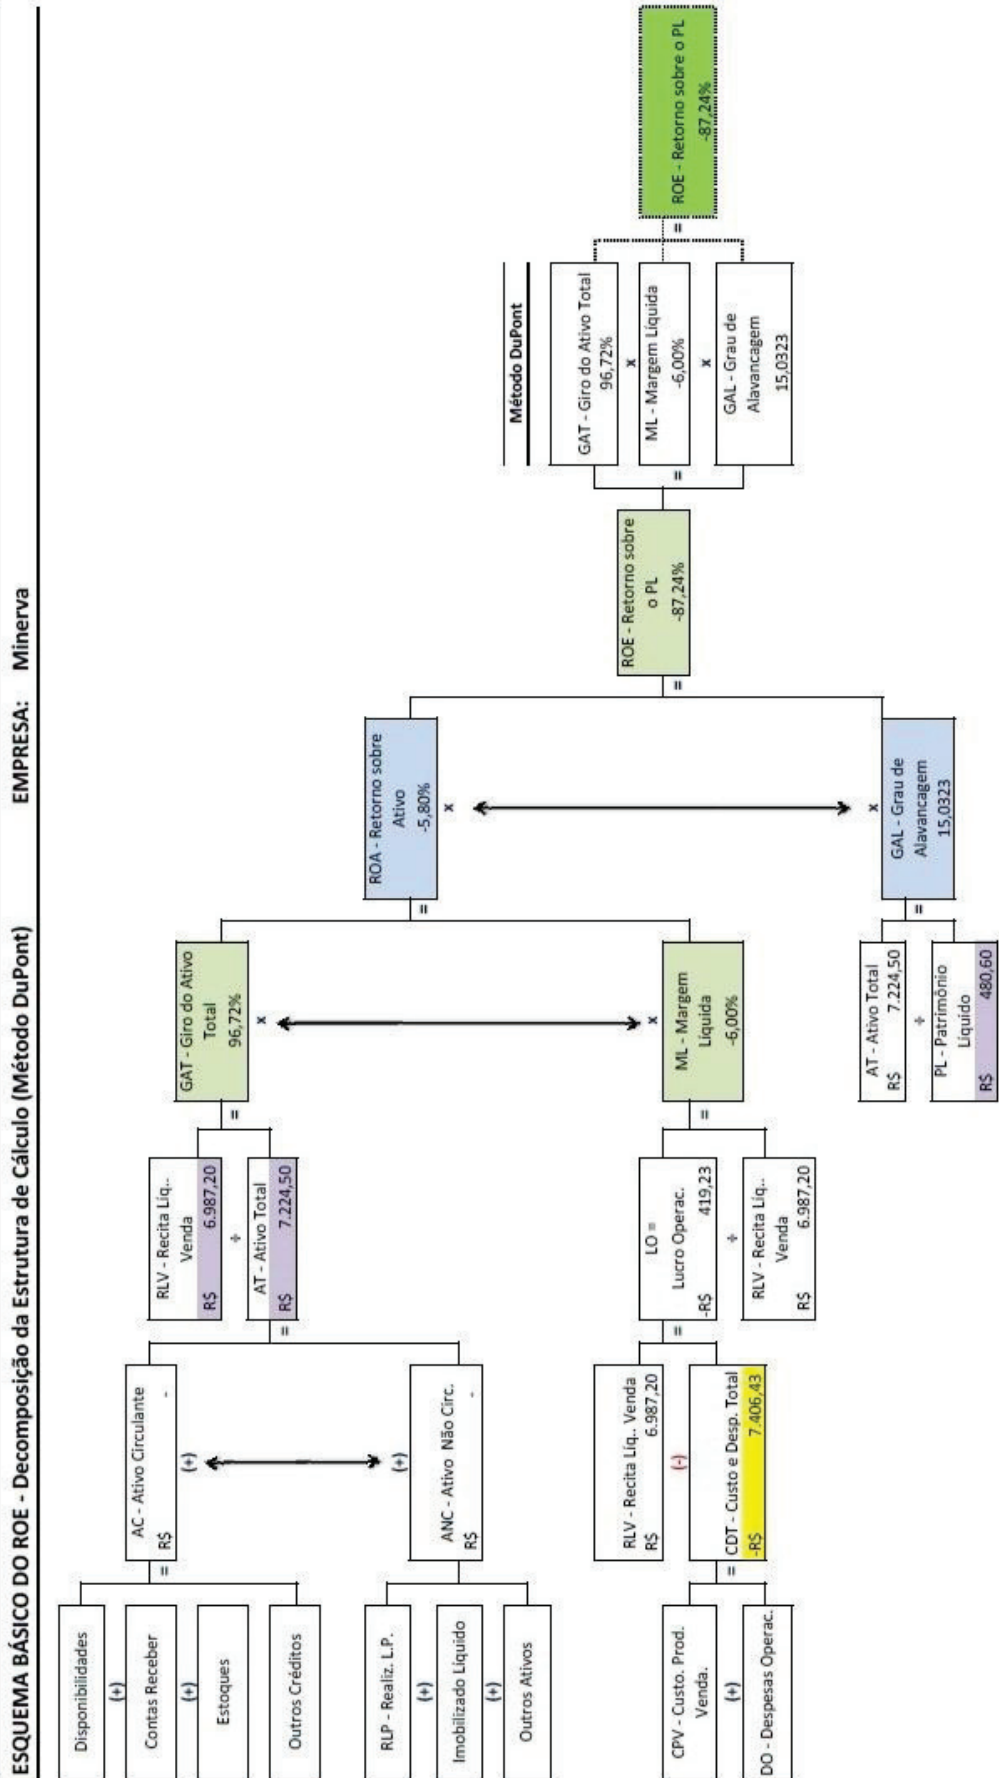 ESQUEMA BÁSICO DO ROE - Decomposição da Estrutura de Cálculo (Método DuPont) EMPRESA: Minerva
Disponibilidades
(+)
Contas Receber
(+)
Estoques
Outros Créditos
=
AC - Ativo Circulante
R$ -
(+)
RLP - Realiz. L.P.
(+)
Imobilizado Liquido
(+)
Outros Ativos
(+)
ANC - Ativo Não Circ.
R$ -
=
RLV - Recita Líq..
Venda
R$ 6.987,20
÷
AT - Ativo Total
R$ 7.224,50
=
GAT - Giro do Ativo
Total
96,72%
x
CPV - Custo. Prod.
Venda.
(+)
DO - Despesas Operac.
=
RLV - Recita Líq.. Venda
R$ 6.987,20
(-)
CDT - Custo e Desp. Total
-R$ 7.406,43
=
LO =
Lucro Operac.
-R$ 419,23
÷
RLV - Recita Líq..
Venda
R$ 6.987,20
=
x
ML - Margem
Líquida
-6,00%
=
ROA - Retorno sobre
Ativo
-5,80%
x
AT - Ativo Total
R$ 7.224,50
÷
PL - Patrimônio
Líquido
R$ 480,60
=
x
GAL - Grau de
Alavancagem
15,0323
=
ROE - Retorno sobre
o PL
-87,24%
=
Método DuPont
GAT - Giro do Ativo Total
96,72%
x
ML - Margem Líquida
-6,00%
x
GAL - Grau de
Alavancagem
15,0323
=
ROE - Retorno sobre o PL
-87,24%